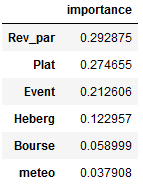 importance
Rev_par 0.292875
Plat 0.274655
Event 0.212606
Heberg 0.122957
Bourse 0.058999
meteo 0.037908